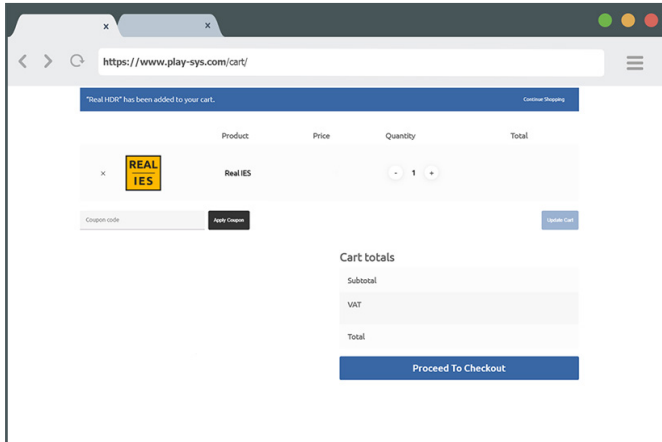 https://www.play-sys.com/cart/
"Real HDR" has been added to your cart. Continue Shopping
Product Price Quantity Total
× REAL IES Real IES - 1 +
Coupon code Apply Coupon Update Cart
Cart totals
Subtotal
VAT
Total
Proceed To Checkout